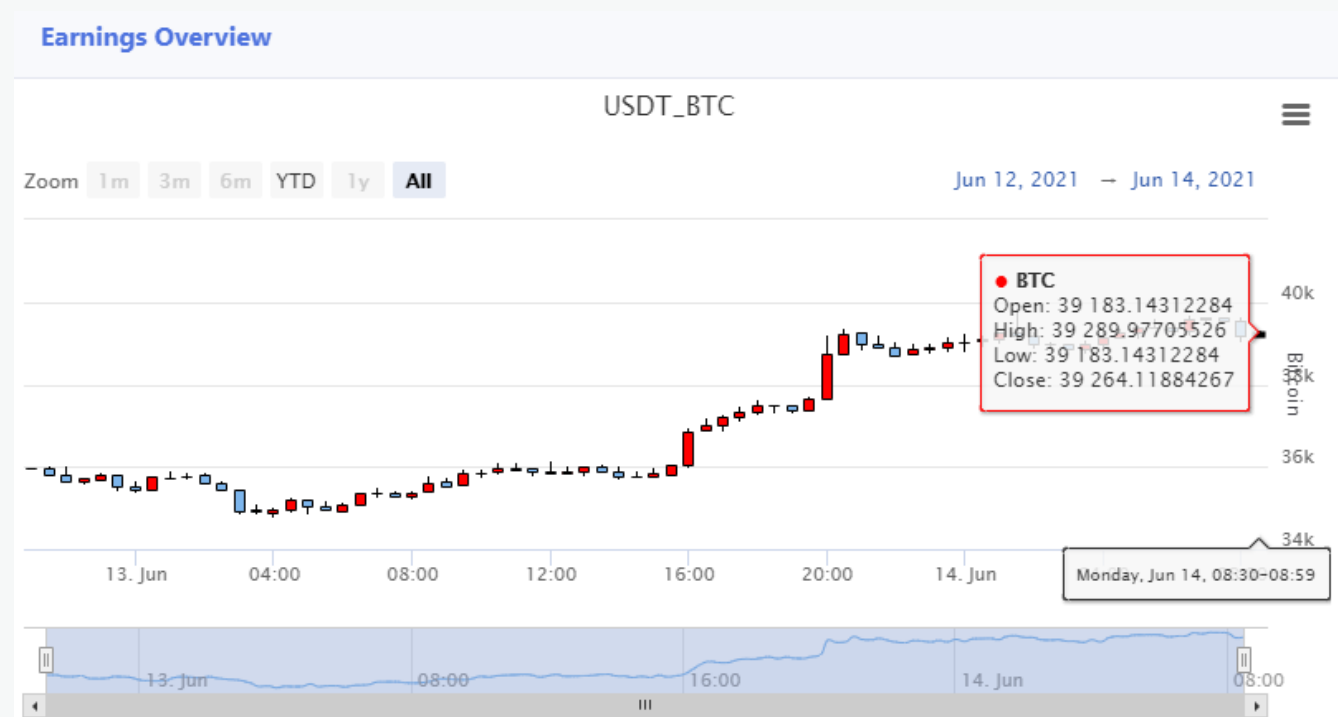 Earnings Overview
USDT_BTC
Zoom 1m 3m 6m YTD 1y All
Jun 12, 2021 → Jun 14, 2021
● BTC
Open: 39 183.14312284
High: 39 289.97705526
Low: 39 183.14312284
Close: 39 264.11884267
40k
38k
36k
34k
Bitcoin
13. Jun 04:00 08:00 12:00 16:00 20:00 14. Jun
Monday, Jun 14, 08:30-08:59
13. Jun 08:00 16:00 14. Jun 08:00